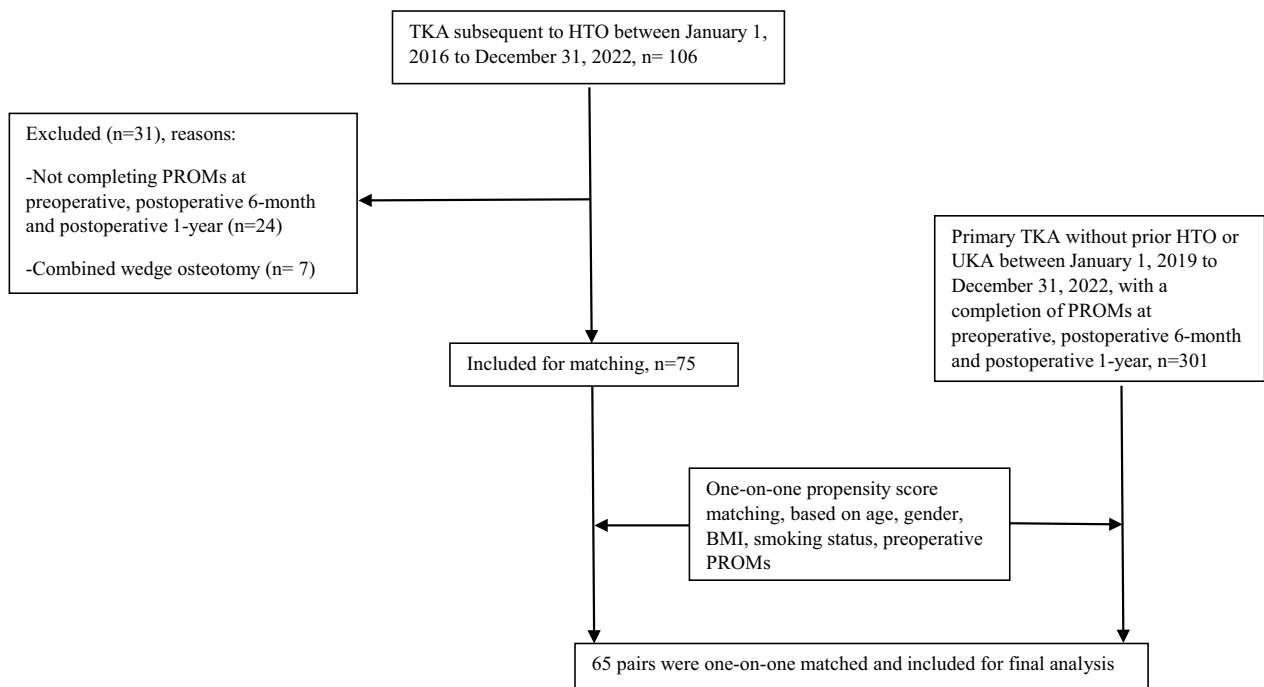 TKA subsequent to HTO between January 1,
2016 to December 31, 2022, n= 106
Excluded (n=31), reasons:
-Not completing PROMs at
preoperative, postoperative 6-month
and postoperative 1-year (n=24)
-Combined wedge osteotomy (n= 7)
Primary TKA without prior HTO or
UKA between January 1, 2019 to
December 31, 2022, with a
completion of PROMs at
preoperative, postoperative 6-month
and postoperative 1-year, n=301
Included for matching, n=75
One-on-one propensity score
matching, based on age, gender,
BMI, smoking status, preoperative
PROMs
65 pairs were one-on-one matched and included for final analysis